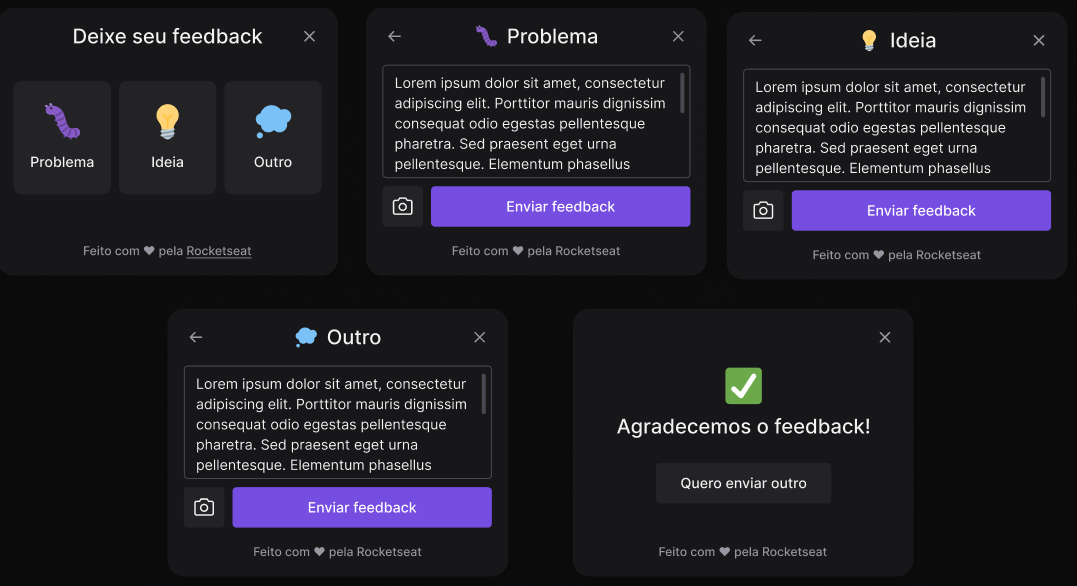 Deixe seu feedback
Problema
Ideia
Outro
Feito com ♥ pela Rocketseat
Problema
Lorem ipsum dolor sit amet, consectetur
adipiscing elit. Porttitor mauris dignissim
consequat odio egestas pellentesque
pharetra. Sed praesent eget urna
pellentesque. Elementum phasellus
Enviar feedback
Feito com ♥ pela Rocketseat
Ideia
Lorem ipsum dolor sit amet, consectetur
adipiscing elit. Porttitor mauris dignissim
consequat odio egestas pellentesque
pharetra. Sed praesent eget urna
pellentesque. Elementum phasellus
Enviar feedback
Feito com ♥ pela Rocketseat
Outro
Lorem ipsum dolor sit amet, consectetur
adipiscing elit. Porttitor mauris dignissim
consequat odio egestas pellentesque
pharetra. Sed praesent eget urna
pellentesque. Elementum phasellus
Enviar feedback
Feito com ♥ pela Rocketseat
Agradecemos o feedback!
Quero enviar outro
Feito com ♥ pela Rocketseat